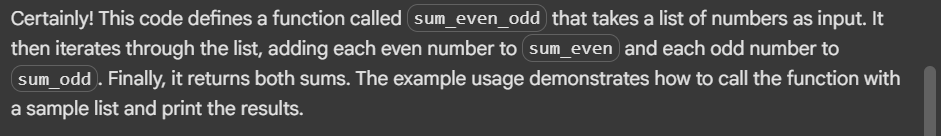 Certainly! This code defines a function called sum_even_odd that takes a list of numbers as input. It
then iterates through the list, adding each even number to sum_even and each odd number to
sum_odd. Finally, it returns both sums. The example usage demonstrates how to call the function with
a sample list and print the results.